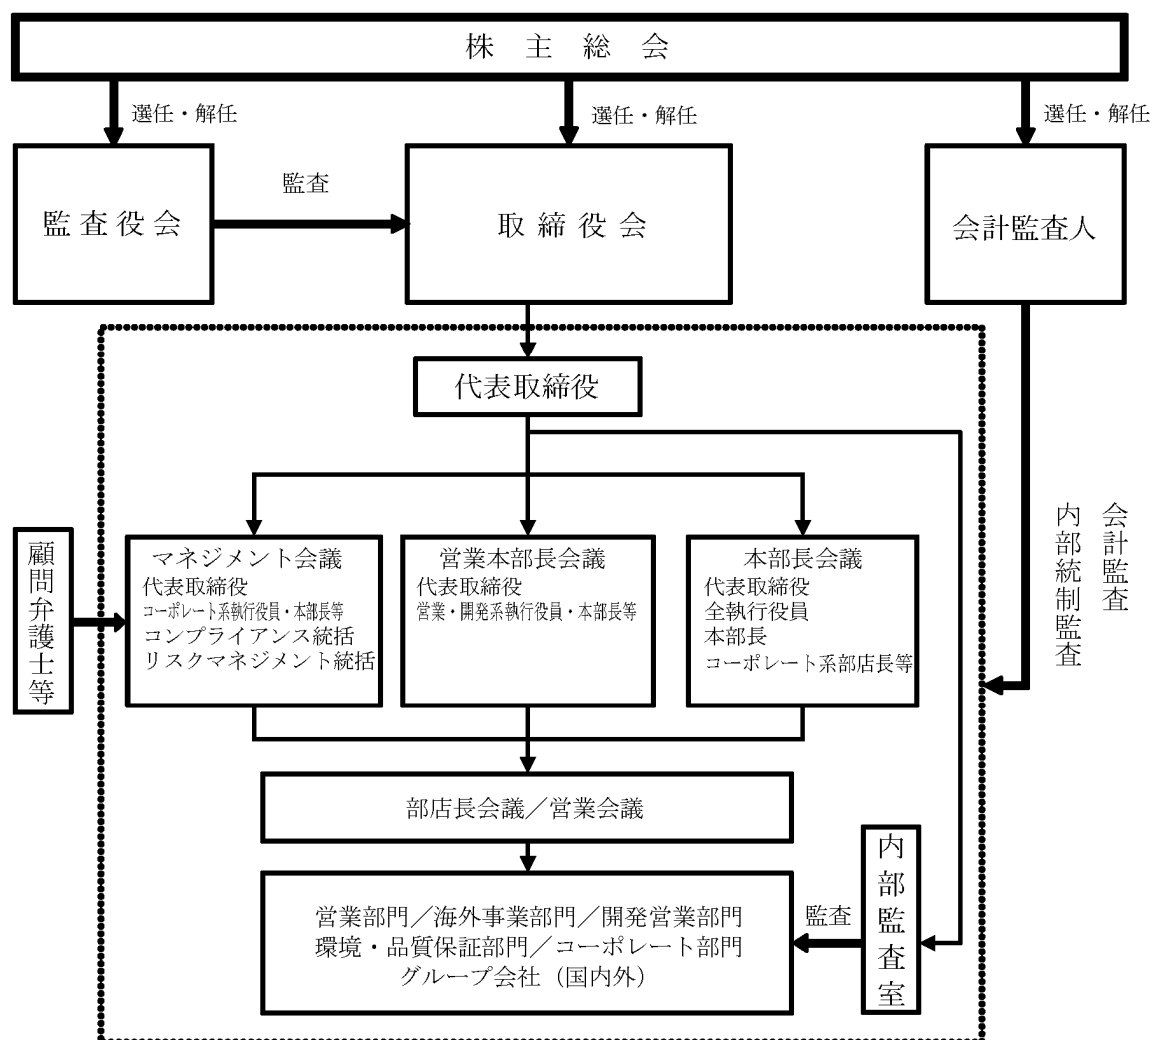 株主総会
選任・解任
選任・解任
選任・解任
監査役会
監査
取締役会
会計監査人
代表取締役
会計監査
内部統制監査
顧問弁護士等
マネジメント会議
代表取締役
コーポレート系執行役員・本部長等
コンプライアンス統括
リスクマネジメント統括
営業本部長会議
代表取締役
営業・開発系執行役員・本部長等
本部長会議
代表取締役
全執行役員
本部長
コーポレート系部店長等
部店長会議／営業会議
営業部門／海外事業部門／開発営業部門
環境・品質保証部門／コーポレート部門
グループ会社（国内外）
監査
内部監査室